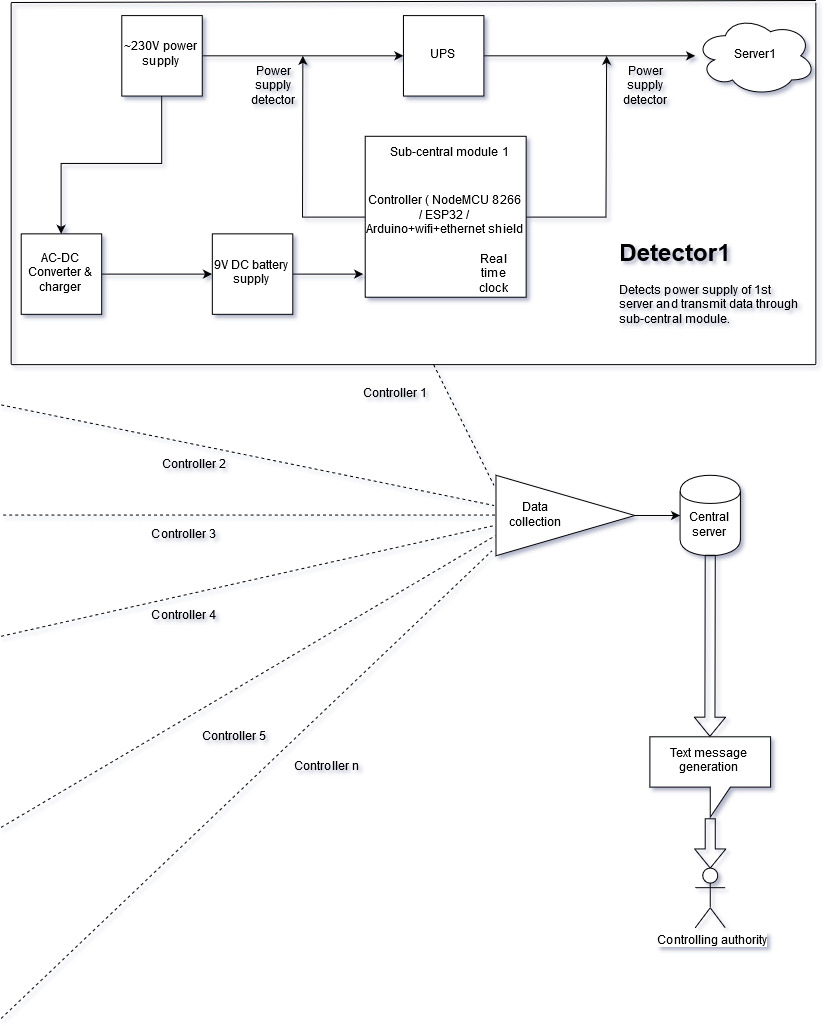 ~230V power
supply
UPS
Server1
Power
supply
detector
Power
supply
detector
Sub-central module 1
Controller ( NodeMCU 8266
/ ESP32 /
Arduino+wifi+ethernet shield
Real
time
clock
AC-DC
Converter &
charger
9V DC battery
supply
Detector1
Detects power supply of 1st
server and transmit data through
sub-central module.
Controller 1
Controller 2
Controller 3
Controller 4
Controller 5
Controller n
Data
collection
Central
server
Text message
generation
Controlling authority